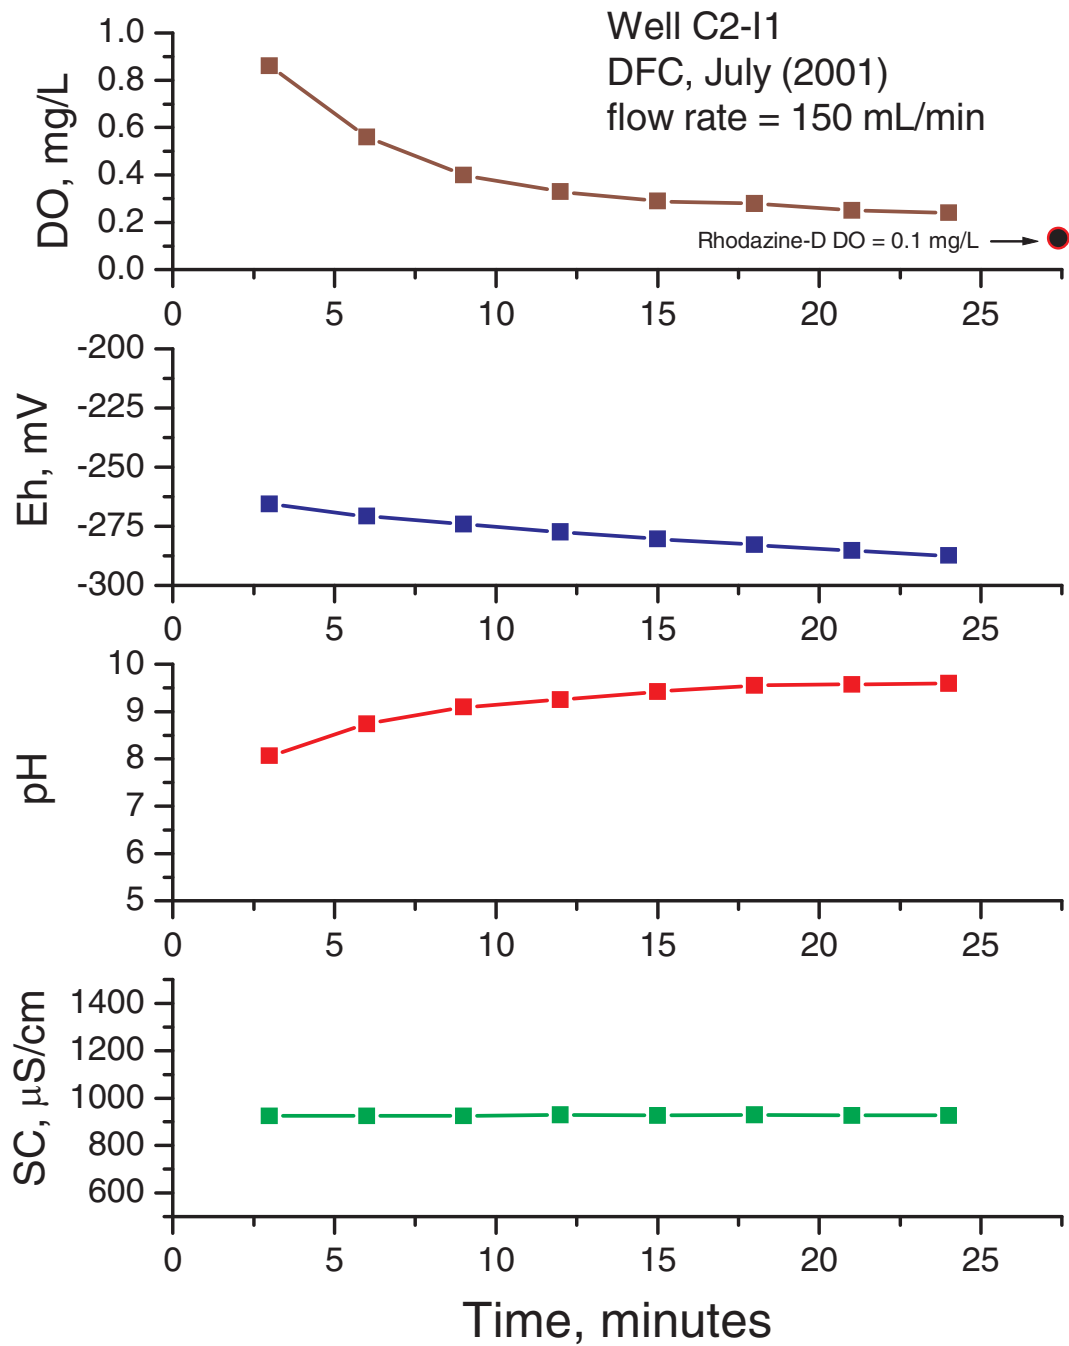 Well C2-I1
DFC, July (2001)
flow rate = 150 mL/min
DO, mg/L
1.0
0.8
0.6
0.4
0.2
0.0
Rhodazine-D DO = 0.1 mg/L
0 5 10 15 20 25
Eh, mV
-200
-225
-250
-275
-300
0 5 10 15 20 25
pH
10
9
8
7
6
5
0 5 10 15 20 25
SC, μS/cm
1400
1200
1000
800
600
0 5 10 15 20 25
Time, minutes